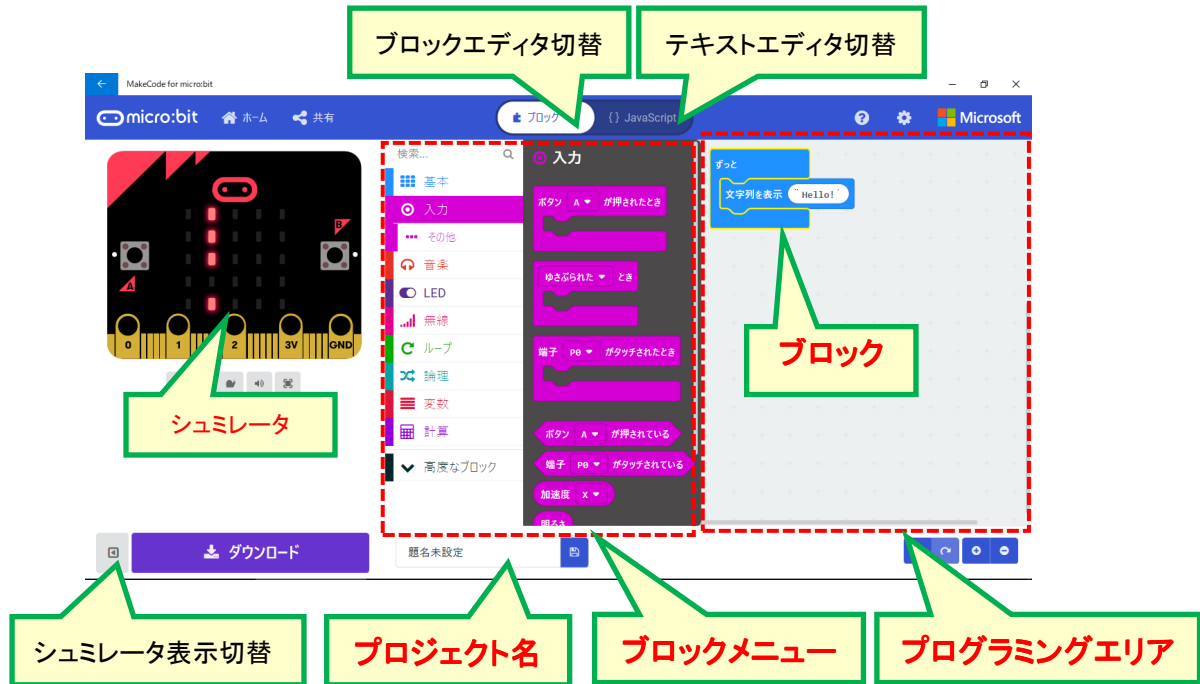 ブロックエディタ切替
テキストエディタ切替
MakeCode for micro:bit
micro:bit
ホーム
共有
ブロック
{} JavaScript
Microsoft
検索...
基本
入力
その他
音楽
LED
無線
ループ
論理
変数
計算
高度なブロック
入力
ボタン A が押されたとき
ゆさぶられた とき
端子 P0 がタッチされたとき
ボタン A が押されている
端子 P0 がタッチされている
加速度 X
明るさ
ずっと
文字列を表示 "Hello!"
A
B
0 1 2 3V GND
シュミレータ
ブロック
ダウンロード
題名未設定
シュミレータ表示切替
プロジェクト名
ブロックメニュー
プログラミングエリア